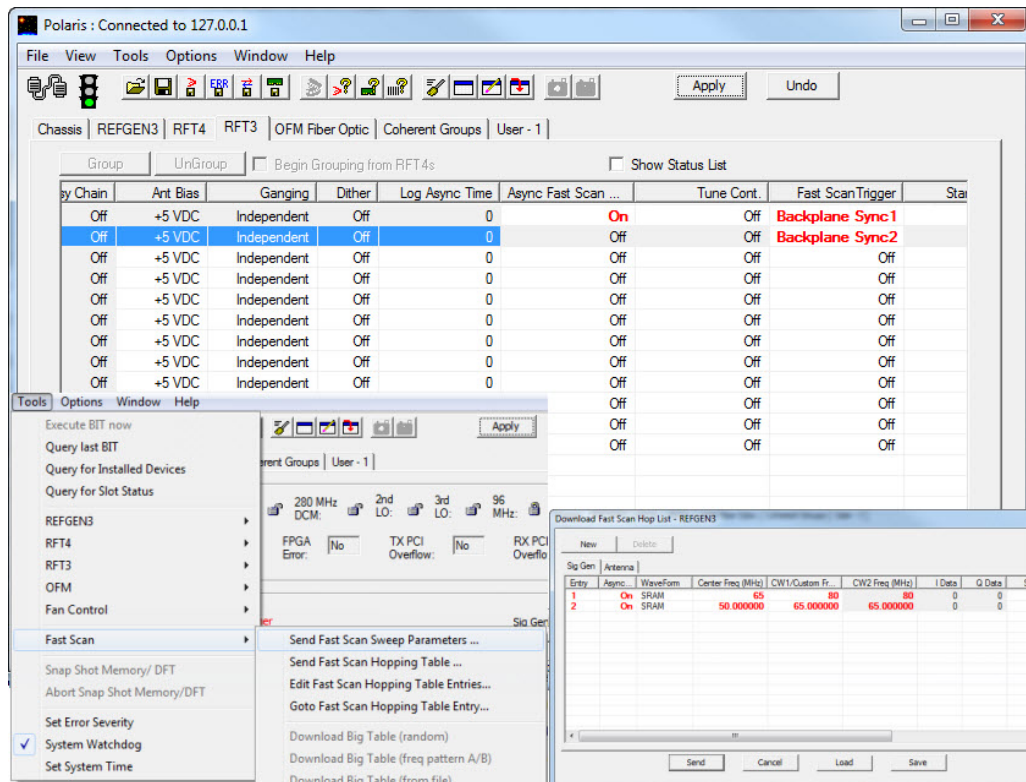 Polaris : Connected to 127.0.0.1
File View Tools Options Window Help
ERR Apply Undo
Chassis REFGEN3 RFT4 RFT3 OFM Fiber Optic Coherent Groups User - 1
Group UnGroup Begin Grouping from RFT4s Show Status List
sy Chain Ant Bias Ganging Dither Log Async Time Async Fast Scan ... Tune Cont. Fast ScanTrigger Star
Off +5 VDC Independent Off 0 On Off Backplane Sync1
Off +5 VDC Independent Off 0 Off Off Backplane Sync2
Off +5 VDC Independent Off 0 Off Off Off
Off +5 VDC Independent Off 0 Off Off Off
Off +5 VDC Independent Off 0 Off Off Off
Off +5 VDC Independent Off 0 Off Off Off
Off +5 VDC Independent Off 0 Off Off Off
Off +5 VDC Independent Off 0 Off Off Off
Off +5 VDC Independent Off 0 Off Off Off
Off Off Off
Off Off Off
Off Off Off
Tools Options Window Help
Apply
erent Groups User - 1
280 MHz DCM: 2nd LO: 3rd LO: 96 MHz:
FPGA Error: No TX PCI Overflow: No RX PCI Overflo
er Sig Ger
Execute BIT now
Query last BIT
Query for Installed Devices
Query for Slot Status
REFGEN3
RFT4
RFT3
OFM
Fan Control
Fast Scan
Snap Shot Memory/ DFT
Abort Snap Shot Memory/DFT
Set Error Severity
System Watchdog
Set System Time
Send Fast Scan Sweep Parameters ...
Send Fast Scan Hopping Table ...
Edit Fast Scan Hopping Table Entries...
Goto Fast Scan Hopping Table Entry...
Download Big Table (random)
Download Big Table (freq pattern A/B)
Download Big Table (from file)
Download Fast Scan Hop List - REFGEN3
New Delete
Sig Gen Antenna
Entry Async... WaveForm Center Freq (MHz) CW1/Custom Fr... CW2 Freq (MHz) I Data Q Data S
1 On SRAM 65 80 80 0 0
2 On SRAM 50.000000 65.000000 65.000000 0 0
Send Cancel Load Save